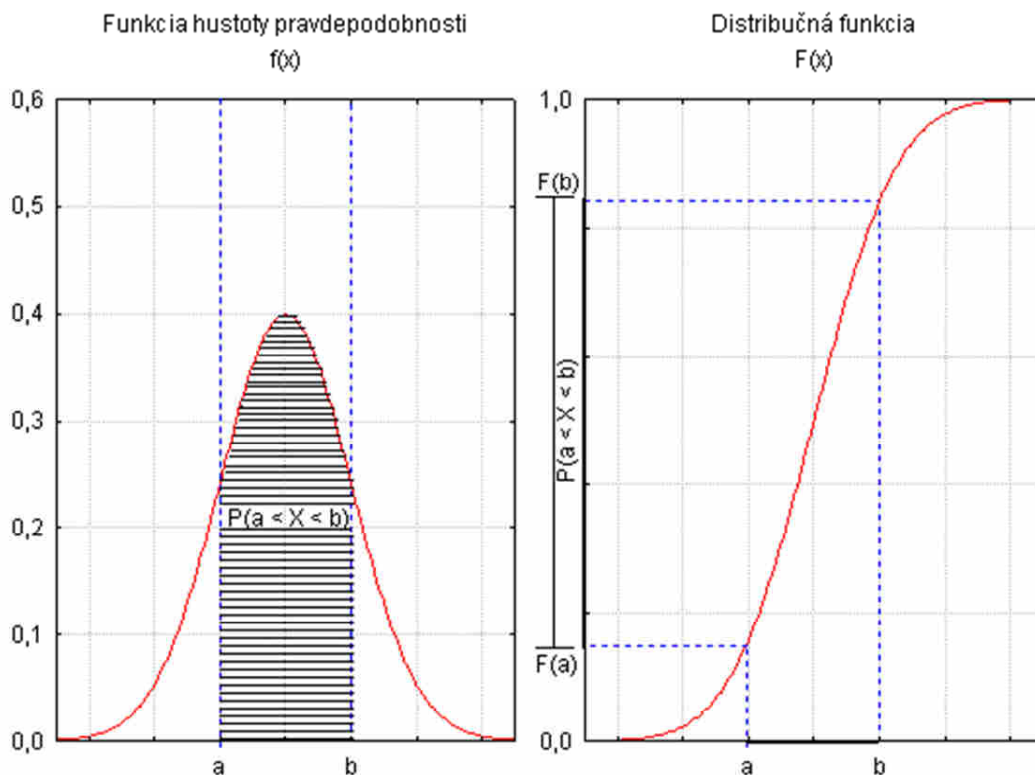 Funkcia hustoty pravdepodobnosti
f(x)
0,6
0,5
0,4
0,3
0,2
0,1
0,0
P(a < X < b)
a
b
Distribučná funkcia
F(x)
1,0
F(b)
P(a < X < b)
F(a)
0,0
a
b